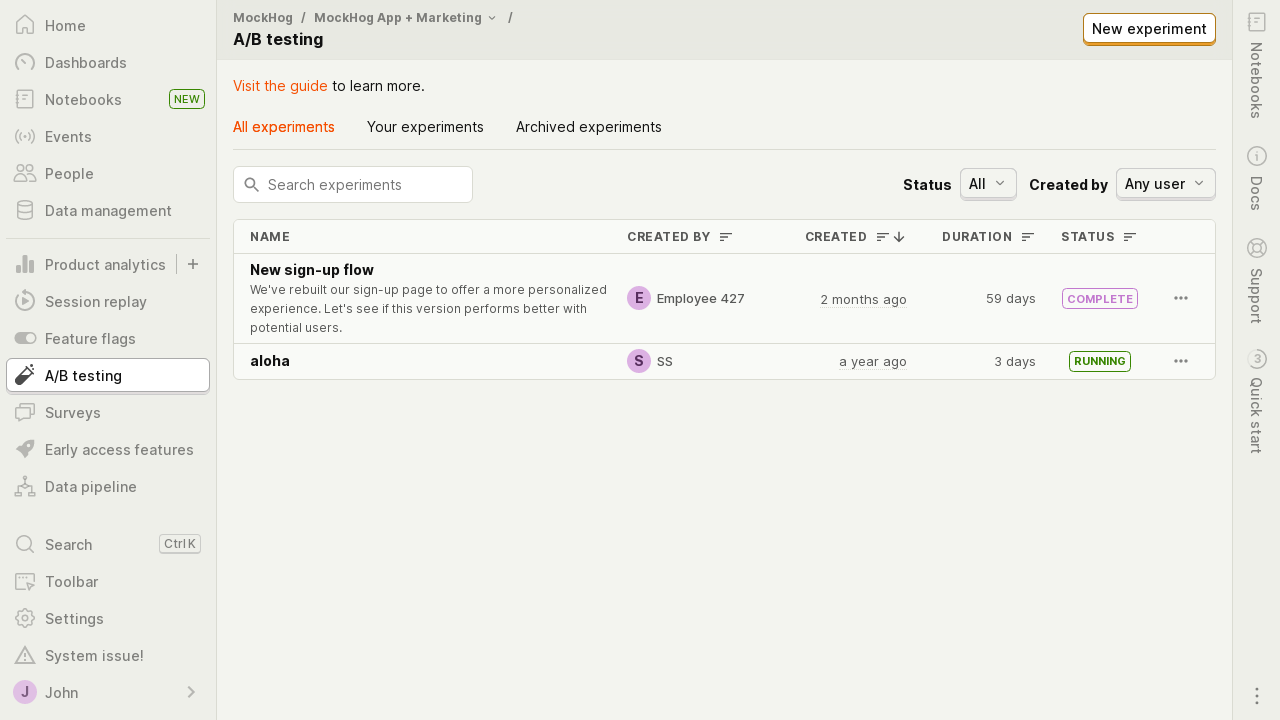 Home
Dashboards
Notebooks NEW
Events
People
Data management
Product analytics
Session replay
Feature flags
A/B testing
Surveys
Early access features
Data pipeline
Search Ctrl K
Toolbar
Settings
System issue!
J John
MockHog / MockHog App + Marketing /
A/B testing
New experiment
Visit the guide to learn more.
All experiments Your experiments Archived experiments
Search experiments Status All Created by Any user
NAME CREATED BY CREATED DURATION STATUS
New sign-up flow
We've rebuilt our sign-up page to offer a more personalized
experience. Let's see if this version performs better with
potential users.
E Employee 427 2 months ago 59 days COMPLETE
aloha S SS a year ago 3 days RUNNING
Notebooks
Docs
Support
3 Quick start